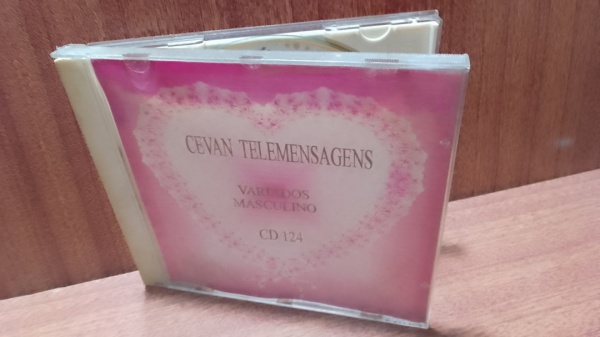 CEVAN TELEMENSAGENS
VARIADOS
MASCULINO
CD 124